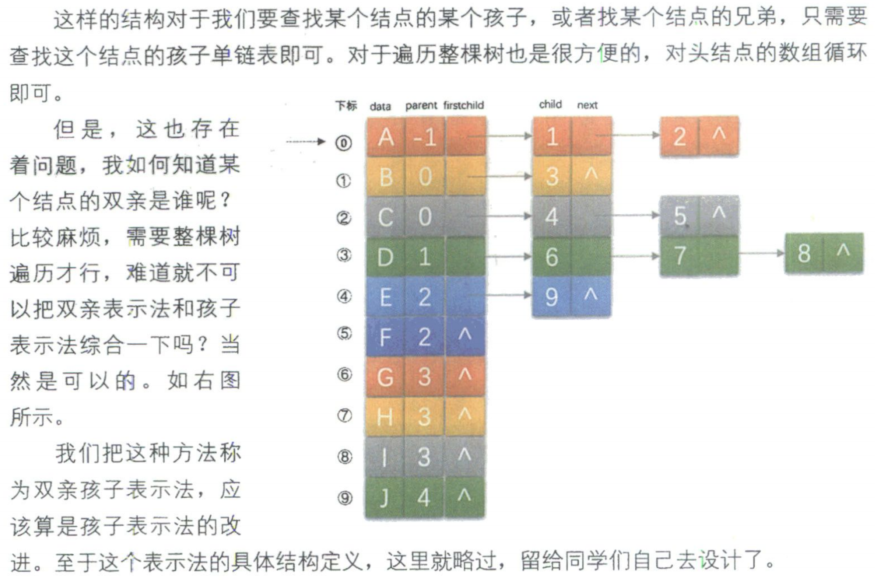 这样的结构对于我们要查找某个结点的某个孩子，或者找某个结点的兄弟，只需要
查找这个结点的孩子单链表即可。对于遍历整棵树也是很方便的，对头结点的数组循环
即可。
但是，这也存在
着问题，我如何知道某
个结点的双亲是谁呢？
比较麻烦，需要整棵树
遍历才行，难道就不可
以把双亲表示法和孩子
表示法综合一下吗？当
然是可以的。如右图
所示。
我们把这种方法称
为双亲孩子表示法，应
该算是孩子表示法的改
进。至于这个表示法的具体结构定义，这里就略过，留给同学们自己去设计了。
下标 data parent firstchild child next
⓪ A -1 1 2 ^
① B 0 3 ^
② C 0 4 5 ^
③ D 1 6 7 8 ^
④ E 2 9 ^
⑤ F 2 ^
⑥ G 3 ^
⑦ H 3 ^
⑧ I 3 ^
⑨ J 4 ^